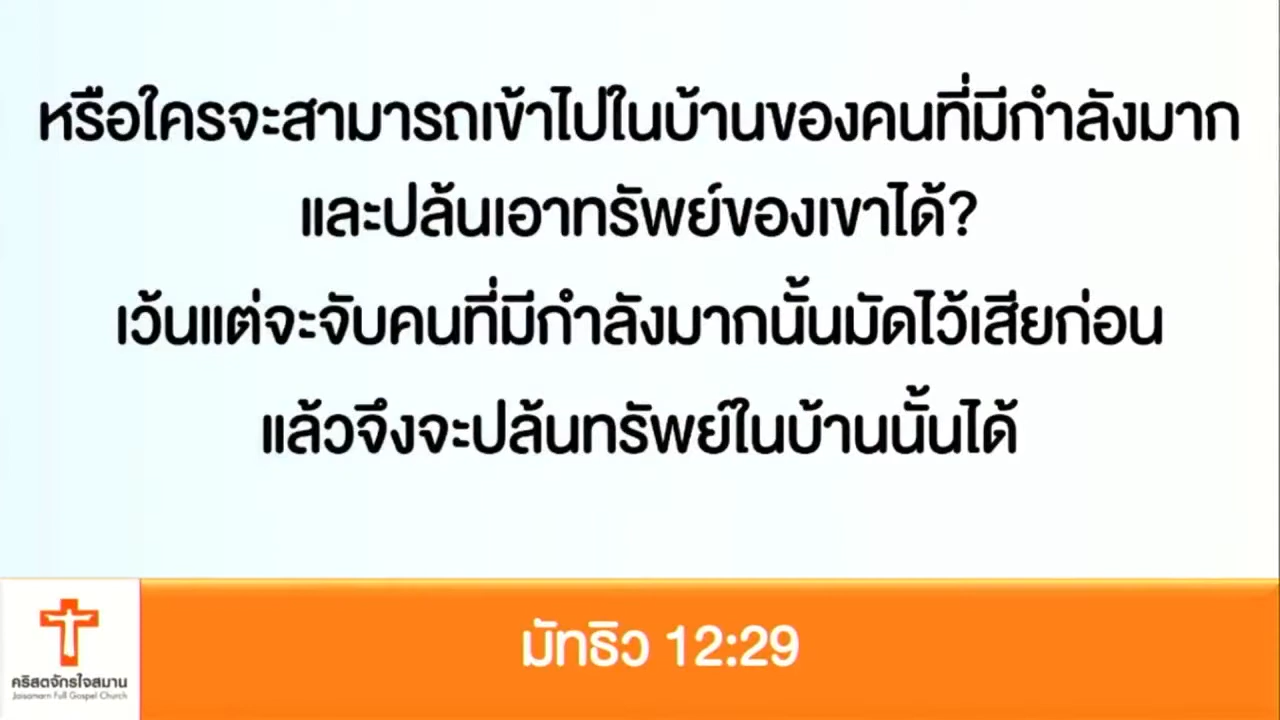 หรือใครจะสามารถเข้าไปในบ้านของคนที่มีกำลังมาก
และปล้นเอาทรัพย์ของเขาได้?
เว้นแต่จะจับคนที่มีกำลังมากนั้นมัดไว้เสียก่อน
แล้วจึงจะปล้นทรัพย์ในบ้านนั้นได้
มัทธิว 12:29
คริสตจักรใจสมาน
Jaisamarn Full Gospel Church